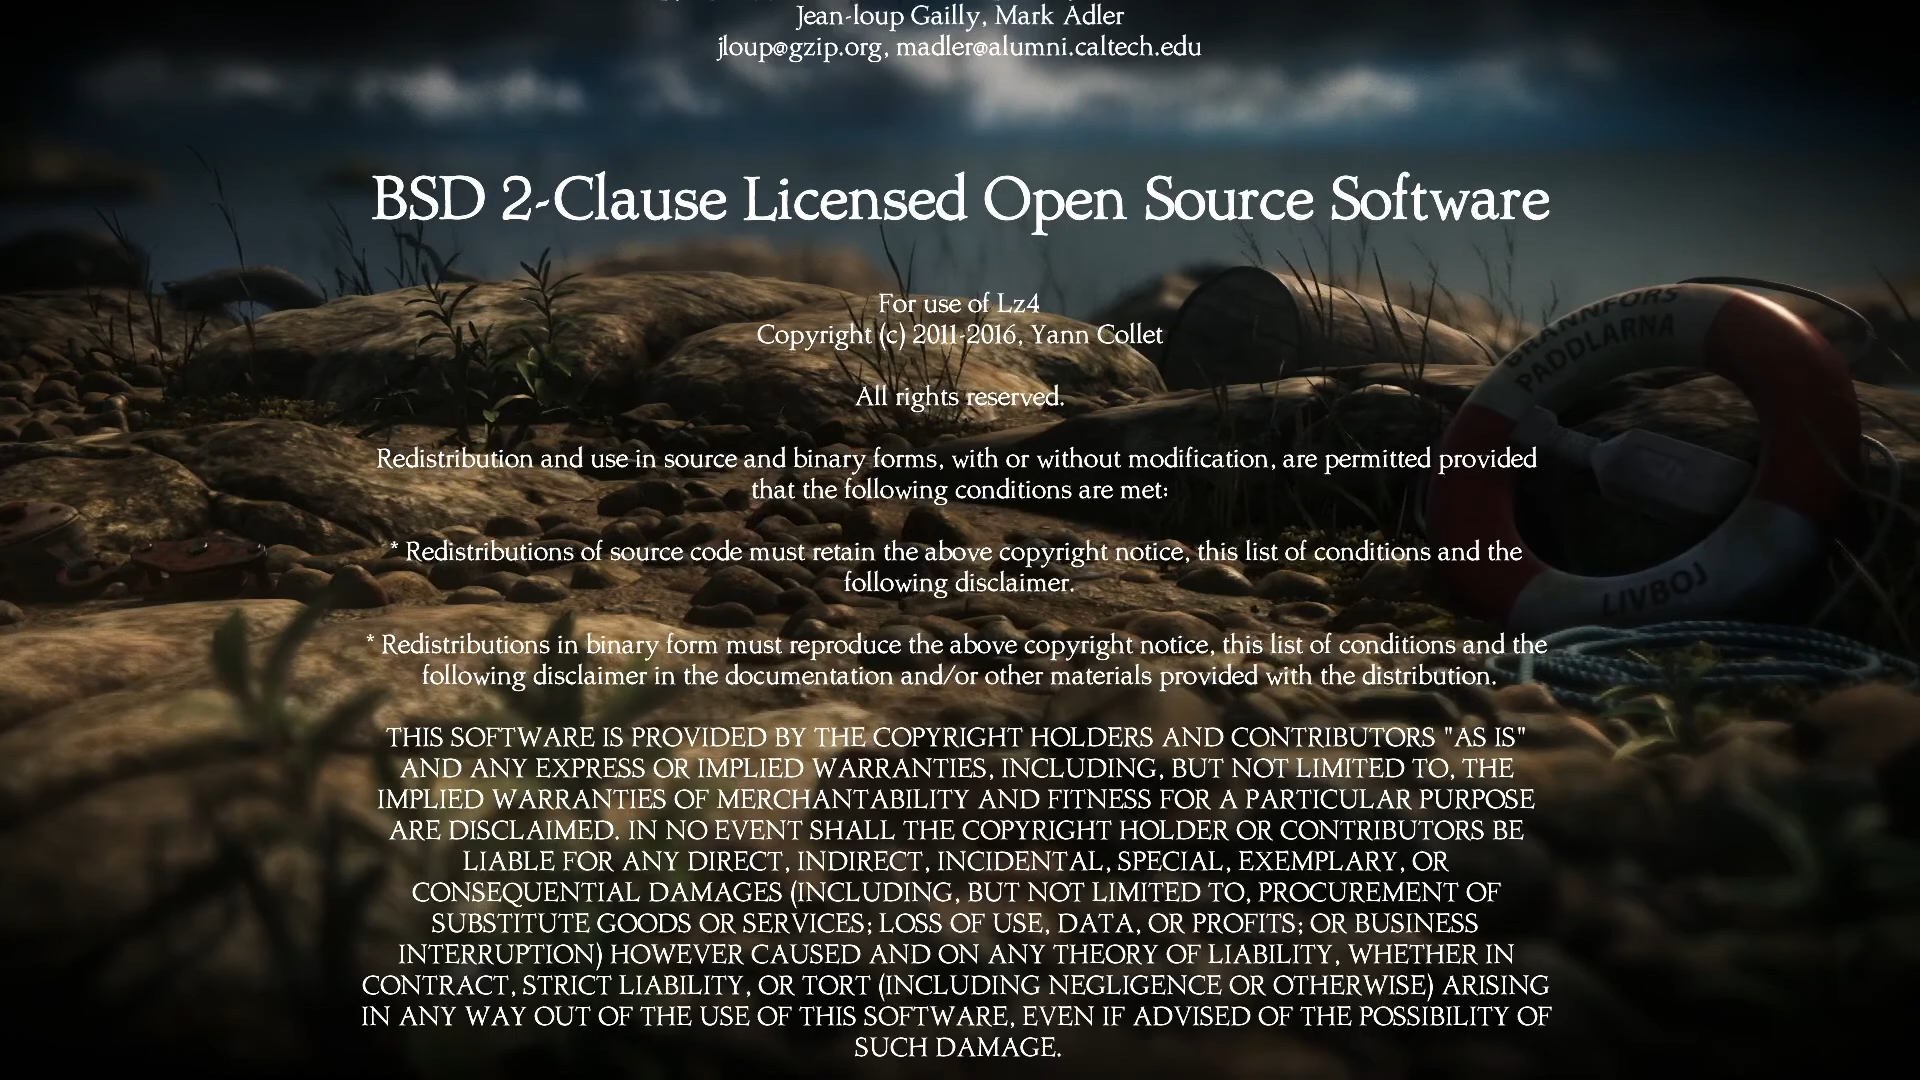 Jean-loup Gailly, Mark Adler
jloup@gzip.org, madler@alumni.caltech.edu
BSD 2-Clause Licensed Open Source Software
For use of Lz4
Copyright (c) 2011-2016, Yann Collet
All rights reserved.
Redistribution and use in source and binary forms, with or without modification, are permitted provided
that the following conditions are met:
* Redistributions of source code must retain the above copyright notice, this list of conditions and the
following disclaimer.
* Redistributions in binary form must reproduce the above copyright notice, this list of conditions and the
following disclaimer in the documentation and/or other materials provided with the distribution.
THIS SOFTWARE IS PROVIDED BY THE COPYRIGHT HOLDERS AND CONTRIBUTORS "AS IS"
AND ANY EXPRESS OR IMPLIED WARRANTIES, INCLUDING, BUT NOT LIMITED TO, THE
IMPLIED WARRANTIES OF MERCHANTABILITY AND FITNESS FOR A PARTICULAR PURPOSE
ARE DISCLAIMED. IN NO EVENT SHALL THE COPYRIGHT HOLDER OR CONTRIBUTORS BE
LIABLE FOR ANY DIRECT, INDIRECT, INCIDENTAL, SPECIAL, EXEMPLARY, OR
CONSEQUENTIAL DAMAGES (INCLUDING, BUT NOT LIMITED TO, PROCUREMENT OF
SUBSTITUTE GOODS OR SERVICES; LOSS OF USE, DATA, OR PROFITS; OR BUSINESS
INTERRUPTION) HOWEVER CAUSED AND ON ANY THEORY OF LIABILITY, WHETHER IN
CONTRACT, STRICT LIABILITY, OR TORT (INCLUDING NEGLIGENCE OR OTHERWISE) ARISING
IN ANY WAY OUT OF THE USE OF THIS SOFTWARE, EVEN IF ADVISED OF THE POSSIBILITY OF
SUCH DAMAGE.
PADDLARNA
LIVBOJ